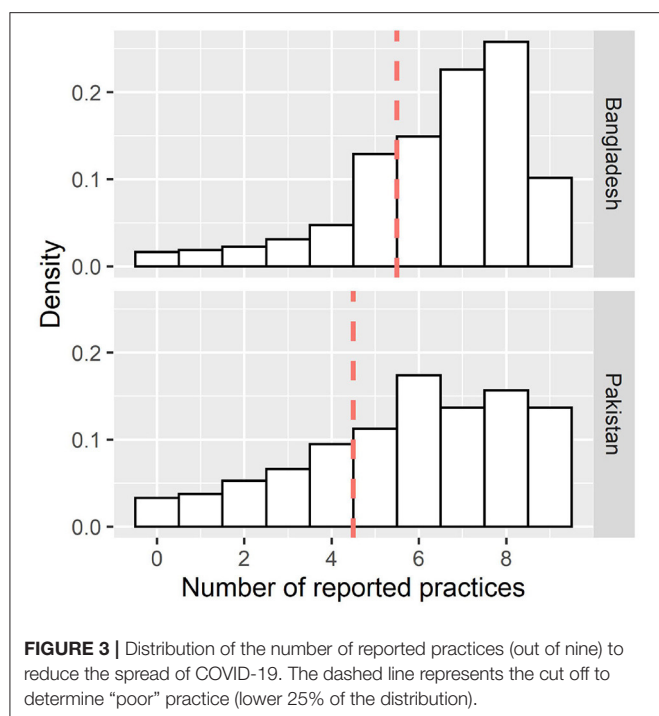 0.2
0.1
0.0
Bangladesh
0.2
0.1
0.0
Pakistan
Density
0 2 4 6 8
Number of reported practices
FIGURE 3 | Distribution of the number of reported practices (out of nine) to
reduce the spread of COVID-19. The dashed line represents the cut off to
determine “poor” practice (lower 25% of the distribution).